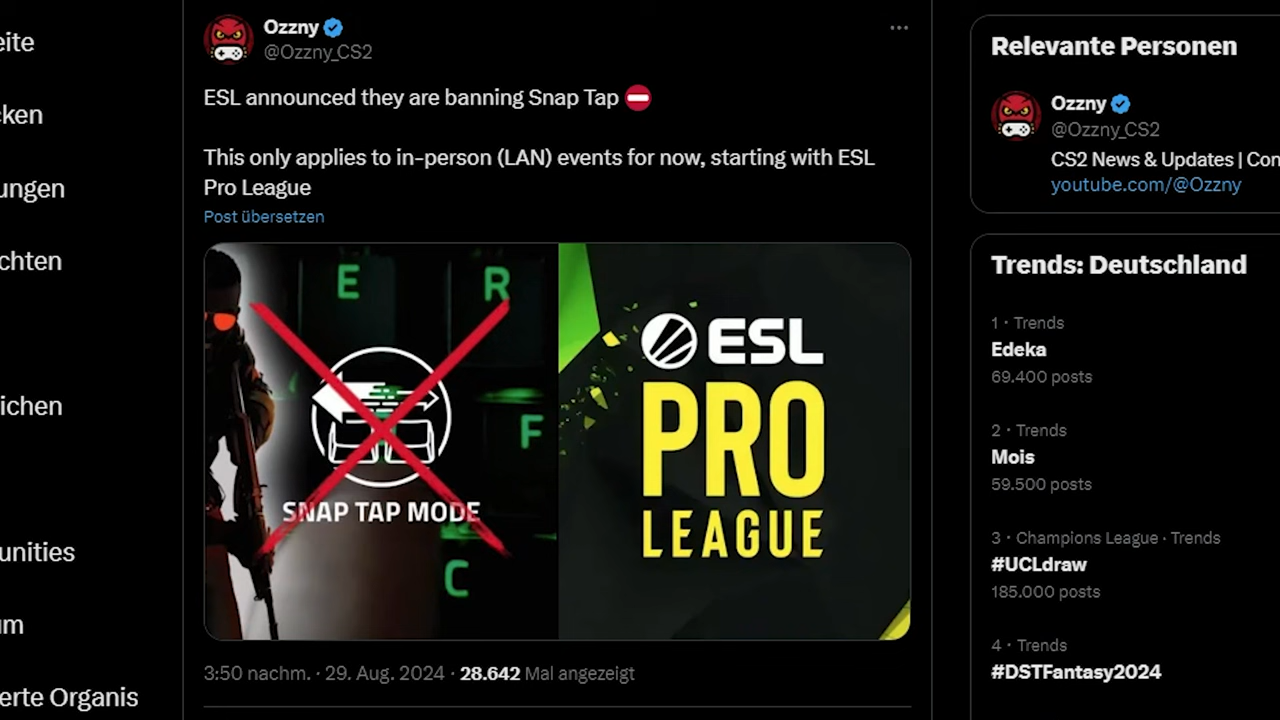 eite
cken
ungen
chten
ichen
unities
um
erte Organis
Ozzny
@Ozzny_CS2
ESL announced they are banning Snap Tap
This only applies to in-person (LAN) events for now, starting with ESL
Pro League
Post übersetzen
E R
F
SNAP TAP MODE
C
ESL
PRO
LEAGUE
3:50 nachm. · 29. Aug. 2024 · 28.642 Mal angezeigt
Relevante Personen
Ozzny
@Ozzny_CS2
CS2 News & Updates | Con
youtube.com/@Ozzny
Trends: Deutschland
1 · Trends
Edeka
69.400 posts
2 · Trends
Mois
59.500 posts
3 · Champions League · Trends
#UCLdraw
185.000 posts
4 · Trends
#DSTFantasy2024